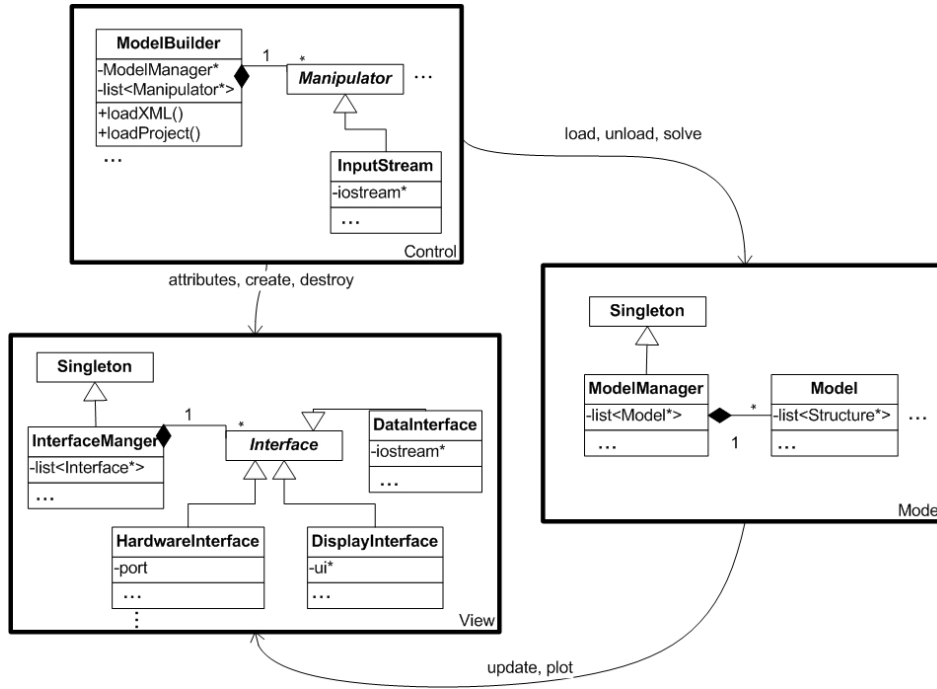 ModelBuilder
-ModelManager*
-list<Manipulator*>
+loadXML()
+loadProject()
...
1
*
Manipulator
...
InputStream
-iostream*
...
Control
load, unload, solve
attributes, create, destroy
Singleton
InterfaceManger
-list<Interface*>
...
1
*
Interface
DataInterface
-iostream*
...
HardwareInterface
-port
...
...
DisplayInterface
-ui*
...
View
Singleton
ModelManager
-list<Model*>
...
*
1
Model
-list<Structure*>
...
...
Model
update, plot